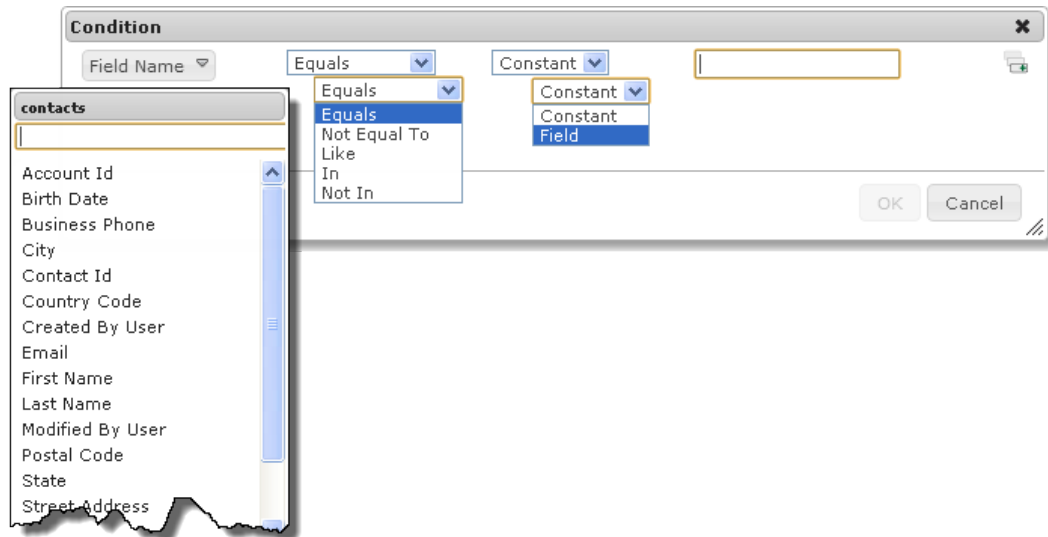 Condition
Field Name Equals Constant
Equals Constant
Equals Constant
Not Equal To Field
Like
In
Not In
OK Cancel
contacts
Account Id
Birth Date
Business Phone
City
Contact Id
Country Code
Created By User
Email
First Name
Last Name
Modified By User
Postal Code
State
Street Address